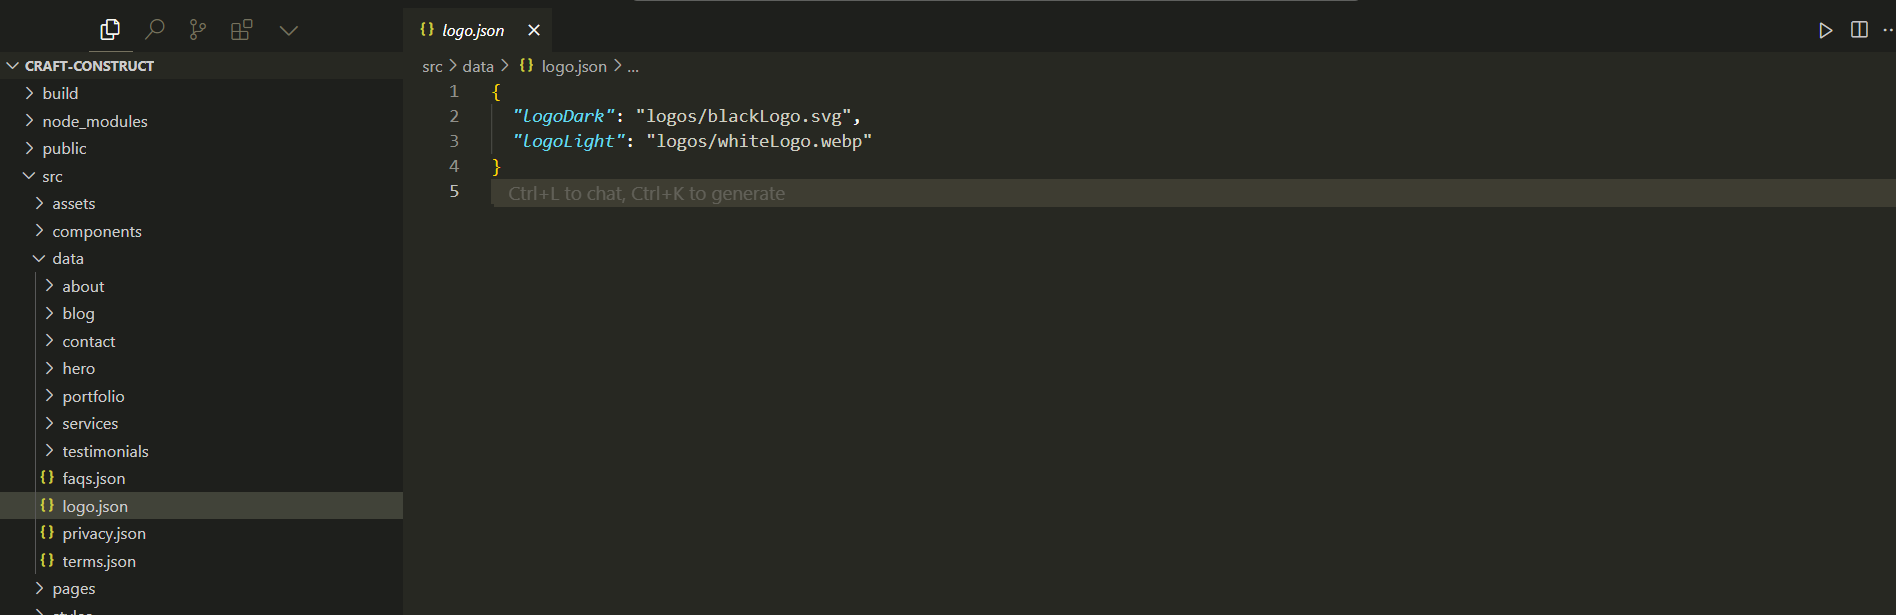 logo.json
CRAFT-CONSTRUCT
build
node_modules
public
src
assets
components
data
about
blog
contact
hero
portfolio
services
testimonials
faqs.json
logo.json
privacy.json
terms.json
pages
styles
src > data > {} logo.json > ...
1 {
2 "logoDark": "logos/blackLogo.svg",
3 "logoLight": "logos/whiteLogo.webp"
4 }
5 Ctrl+L to chat, Ctrl+K to generate